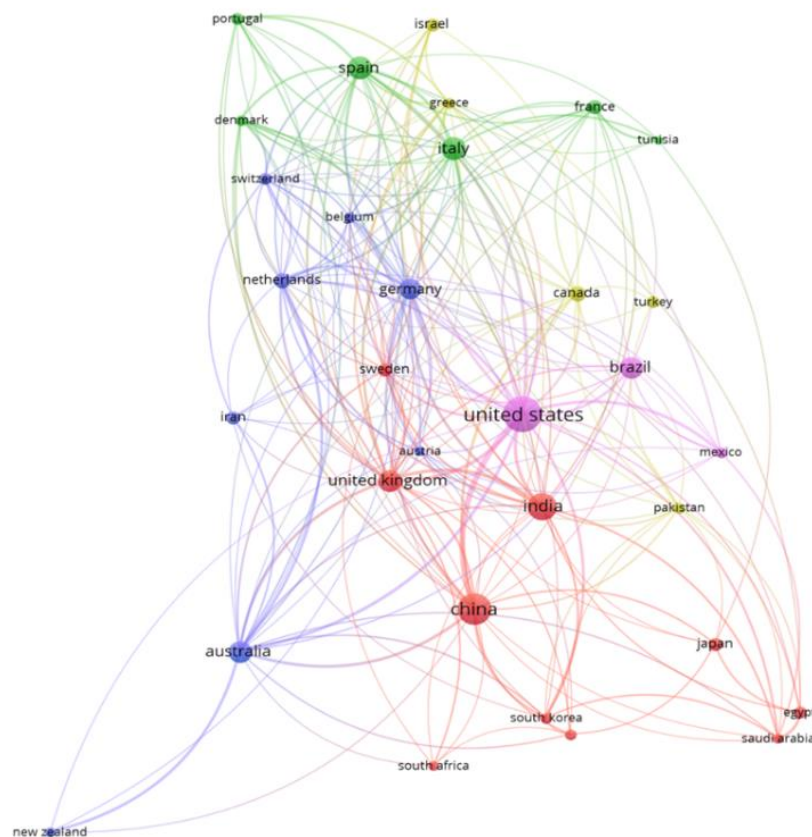 portugal
israel
spain
greece
france
denmark
tunisia
italy
switzerland
belgium
netherlands
germany
canada
turkey
sweden
brazil
united states
iran
austria
mexico
united kingdom
india
pakistan
china
japan
australia
egypt
south korea
saudi arabia
south africa
new zealand